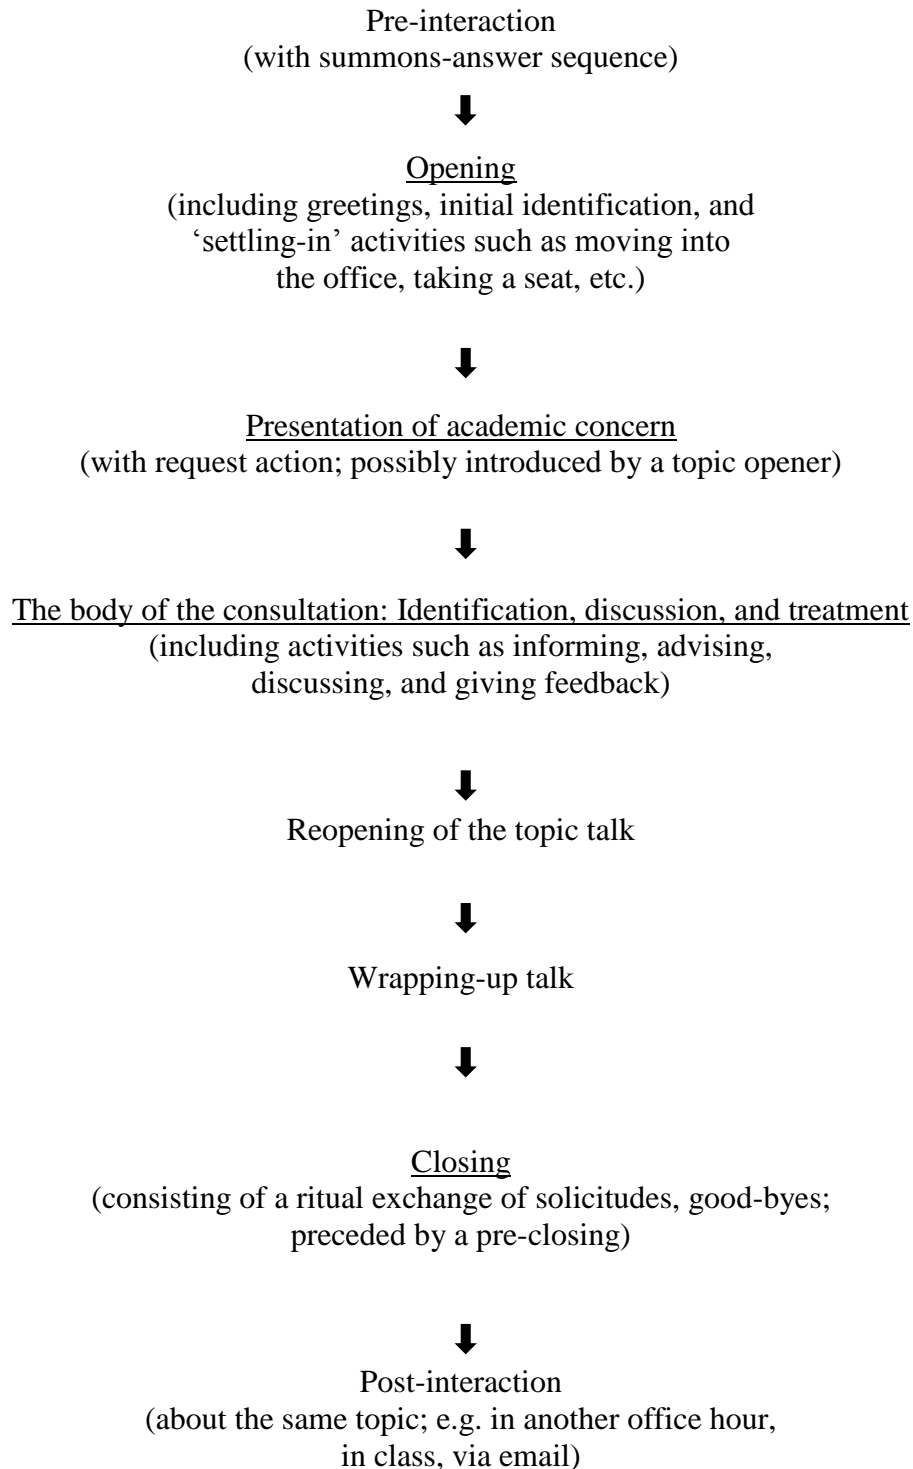 Pre-interaction
(with summons-answer sequence)
Opening
(including greetings, initial identification, and
‘settling-in’ activities such as moving into
the office, taking a seat, etc.)
Presentation of academic concern
(with request action; possibly introduced by a topic opener)
The body of the consultation: Identification, discussion, and treatment
(including activities such as informing, advising,
discussing, and giving feedback)
Reopening of the topic talk
Wrapping-up talk
Closing
(consisting of a ritual exchange of solicitudes, good-byes;
preceded by a pre-closing)
Post-interaction
(about the same topic; e.g. in another office hour,
in class, via email)